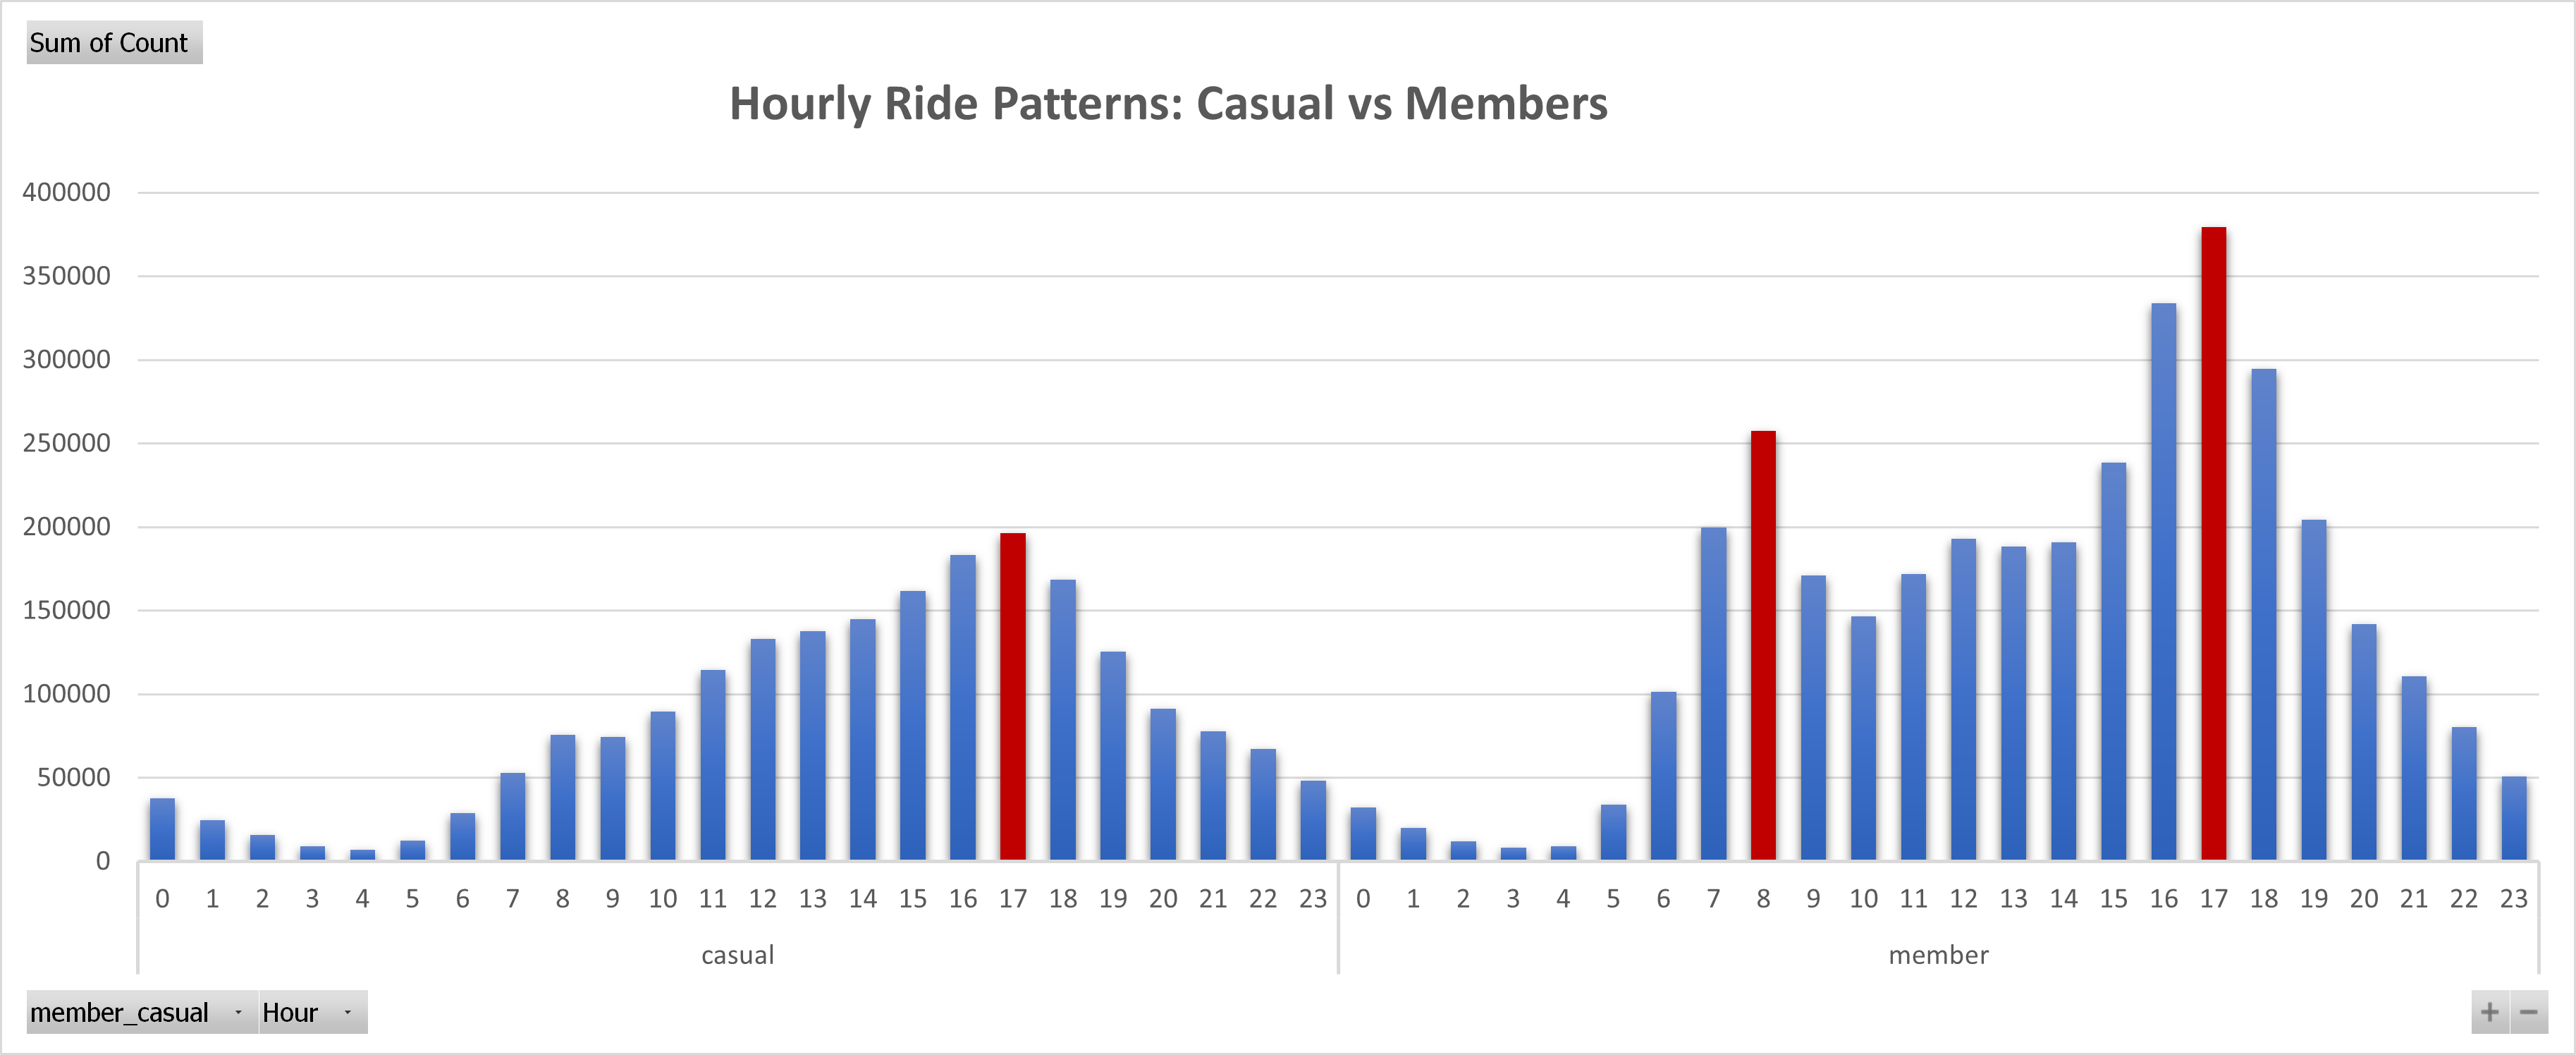 Sum of Count
Hourly Ride Patterns: Casual vs Members
400000
350000
300000
250000
200000
150000
100000
50000
0
0 1 2 3 4 5 6 7 8 9 10 11 12 13 14 15 16 17 18 19 20 21 22 23 0 1 2 3 4 5 6 7 8 9 10 11 12 13 14 15 16 17 18 19 20 21 22 23
casual member
member_casual Hour
+ −